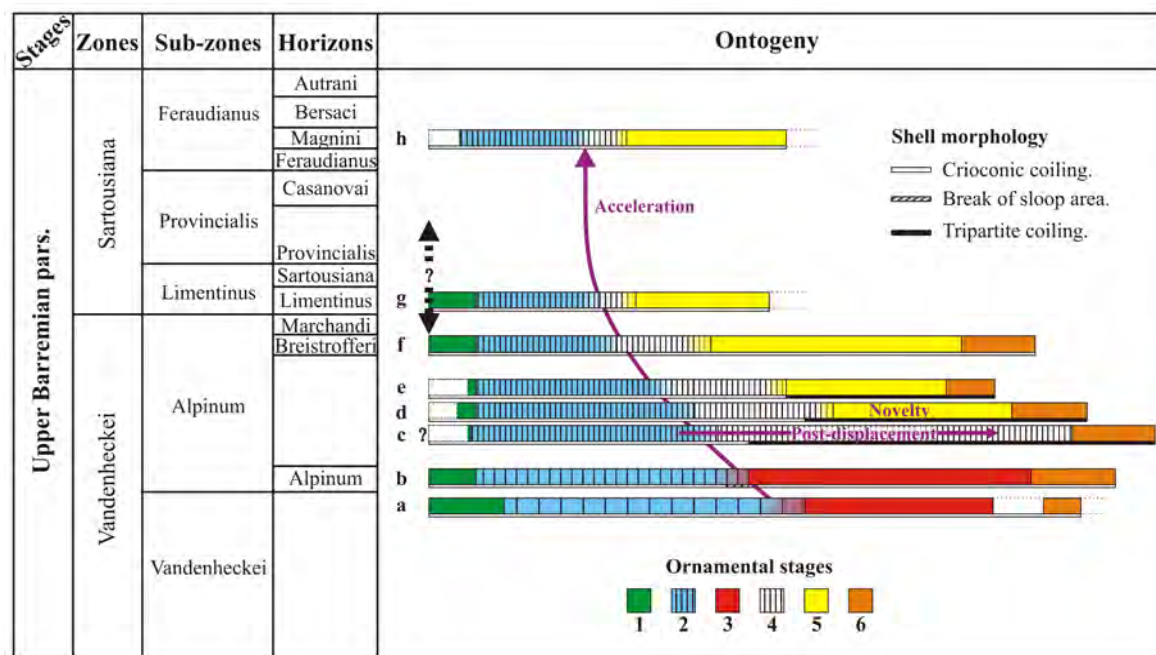 Stages Zones Sub-zones Horizons Ontogeny
Upper Barremian pars.
Sartousiana
Vandenheckei
Feraudianus
Provincialis
Limentinus
Alpinum
Vandenheckei
Autrani
Bersaci
Magnini
Feraudianus
Casanovai
Provincialis
Sartousiana
Limentinus
Marchandi
Breistrofferi
Alpinum
h
Acceleration
?
g
f
e
d Novelty
c ? Post-displacement
b
a
Shell morphology
Crioconic coiling.
Break of sloop area.
Tripartite coiling.
Ornamental stages
1 2 3 4 5 6